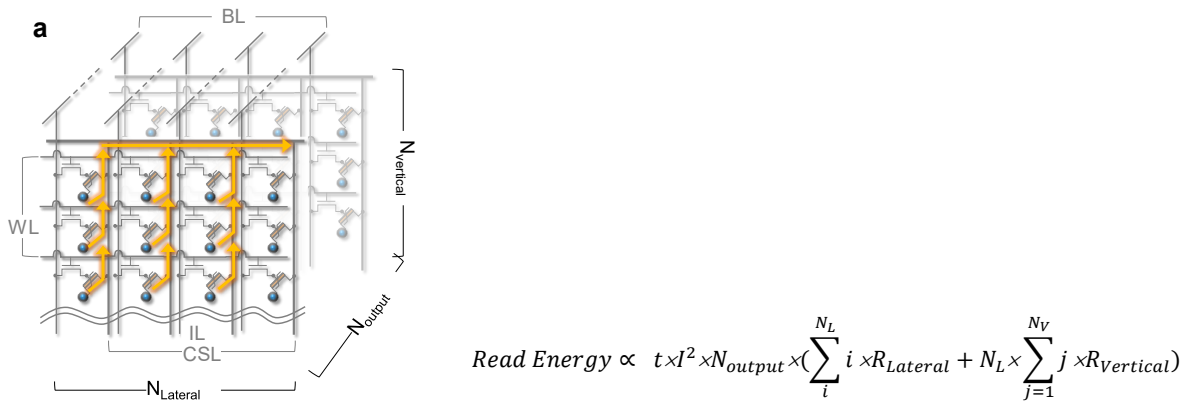 a
BL
WL
N_vertical
N_output
IL
CSL
N_Lateral
Read Energy ∝ t×I²×N_output×(∑_i^{N_L} i ×R_Lateral + N_L×∑_{j=1}^{N_V} j ×R_Vertical)